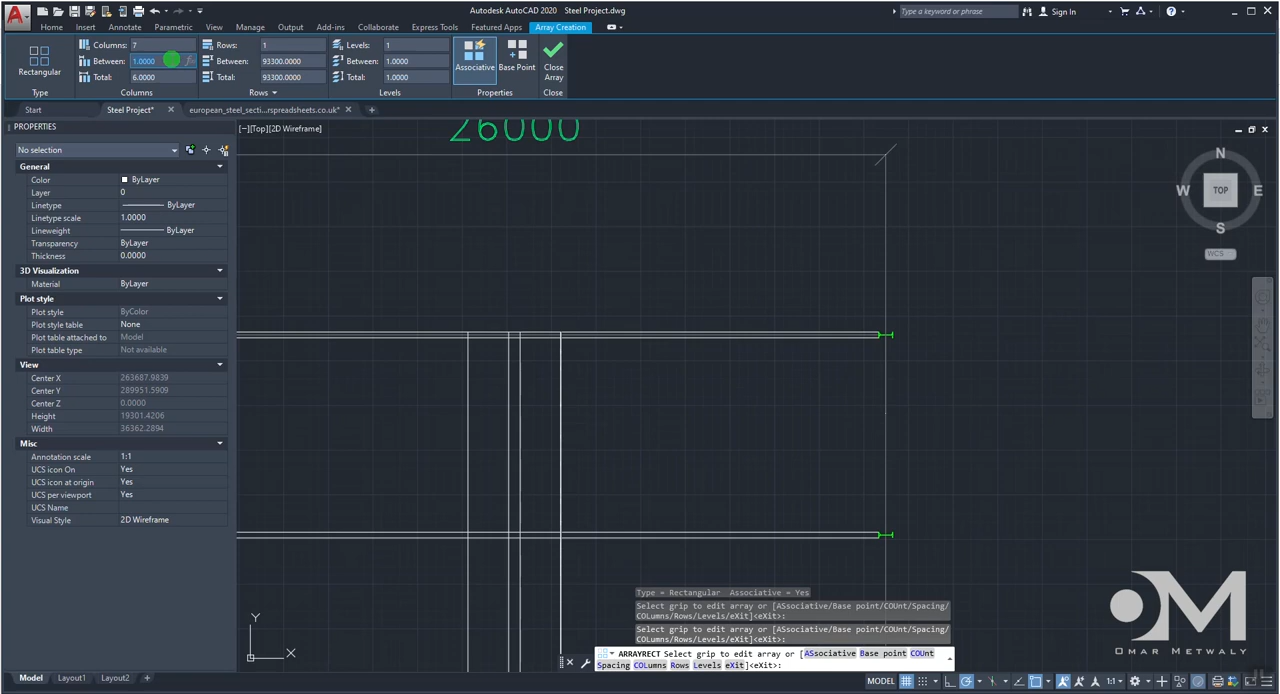 Autodesk AutoCAD 2020 Steel Project.dwg
Type a keyword or phrase
Sign In
Home Insert Annotate Parametric View Manage Output Add-ins Collaborate Express Tools Featured Apps Array Creation
Columns: 7 Rows: 1 Levels: 1
Between: 1.0000 Between: 93300.0000 Between: 1.0000
Total: 6.0000 Total: 93300.0000 Total: 1.0000
Rectangular Associative Base Point Close Array
Type Columns Rows Levels Properties Close
Start Steel Project* european_steel_secti...rspreadsheets.co.uk*
PROPERTIES
[−][Top][2D Wireframe]
26000
No selection
General
Color ByLayer
Layer 0
Linetype ByLayer
Linetype scale 1.0000
Lineweight ByLayer
Transparency ByLayer
Thickness 0.0000
3D Visualization
Material ByLayer
Plot style
Plot style ByColor
Plot style table None
Plot table attached to Model
Plot table type Not available
View
Center X 263687.9839
Center Y 289951.5909
Center Z 0.0000
Height 19301.4206
Width 36362.2894
Misc
Annotation scale 1:1
UCS icon On Yes
UCS icon at origin Yes
UCS per viewport Yes
UCS Name
Visual Style 2D Wireframe
N
W TOP E
S
WCS
Y
X
Type = Rectangular Associative = Yes
Select grip to edit array or [ASsociative/Base point/COUnt/Spacing/
COLumns/Rows/Levels/eXit]<eXit>:
Select grip to edit array or [ASsociative/Base point/COUnt/Spacing/
COLumns/Rows/Levels/eXit]<eXit>:
ARRAYRECT Select grip to edit array or [ASsociative Base point COUnt
Spacing COLumns Rows Levels eXit]<eXit>:
OM
OMAR METWALY
Model Layout1 Layout2 +
MODEL 1:1